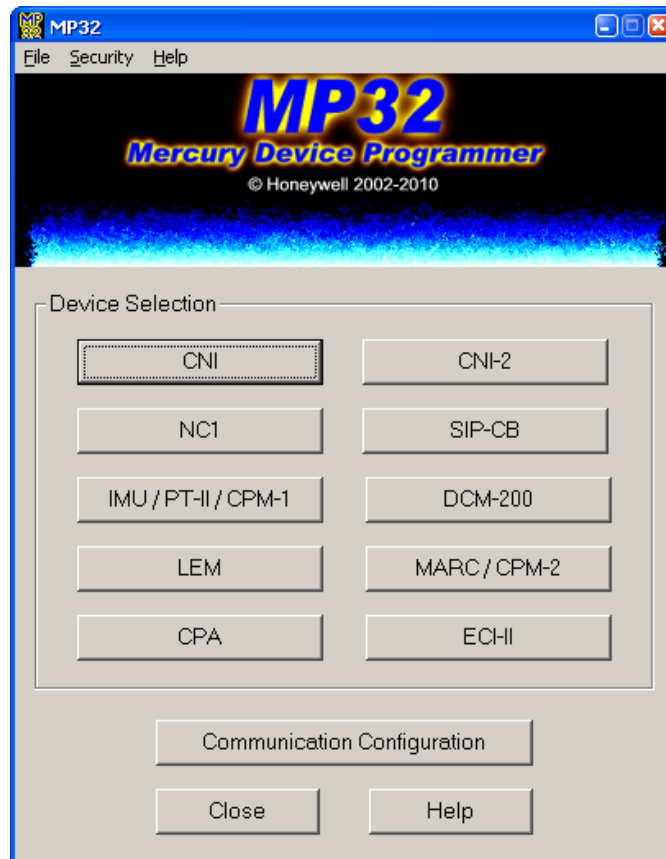 MP32
File Security Help
MP32
Mercury Device Programmer
© Honeywell 2002-2010
Device Selection
CNI CNI-2
NC1 SIP-CB
IMU / PT-II / CPM-1 DCM-200
LEM MARC / CPM-2
CPA ECI-II
Communication Configuration
Close Help